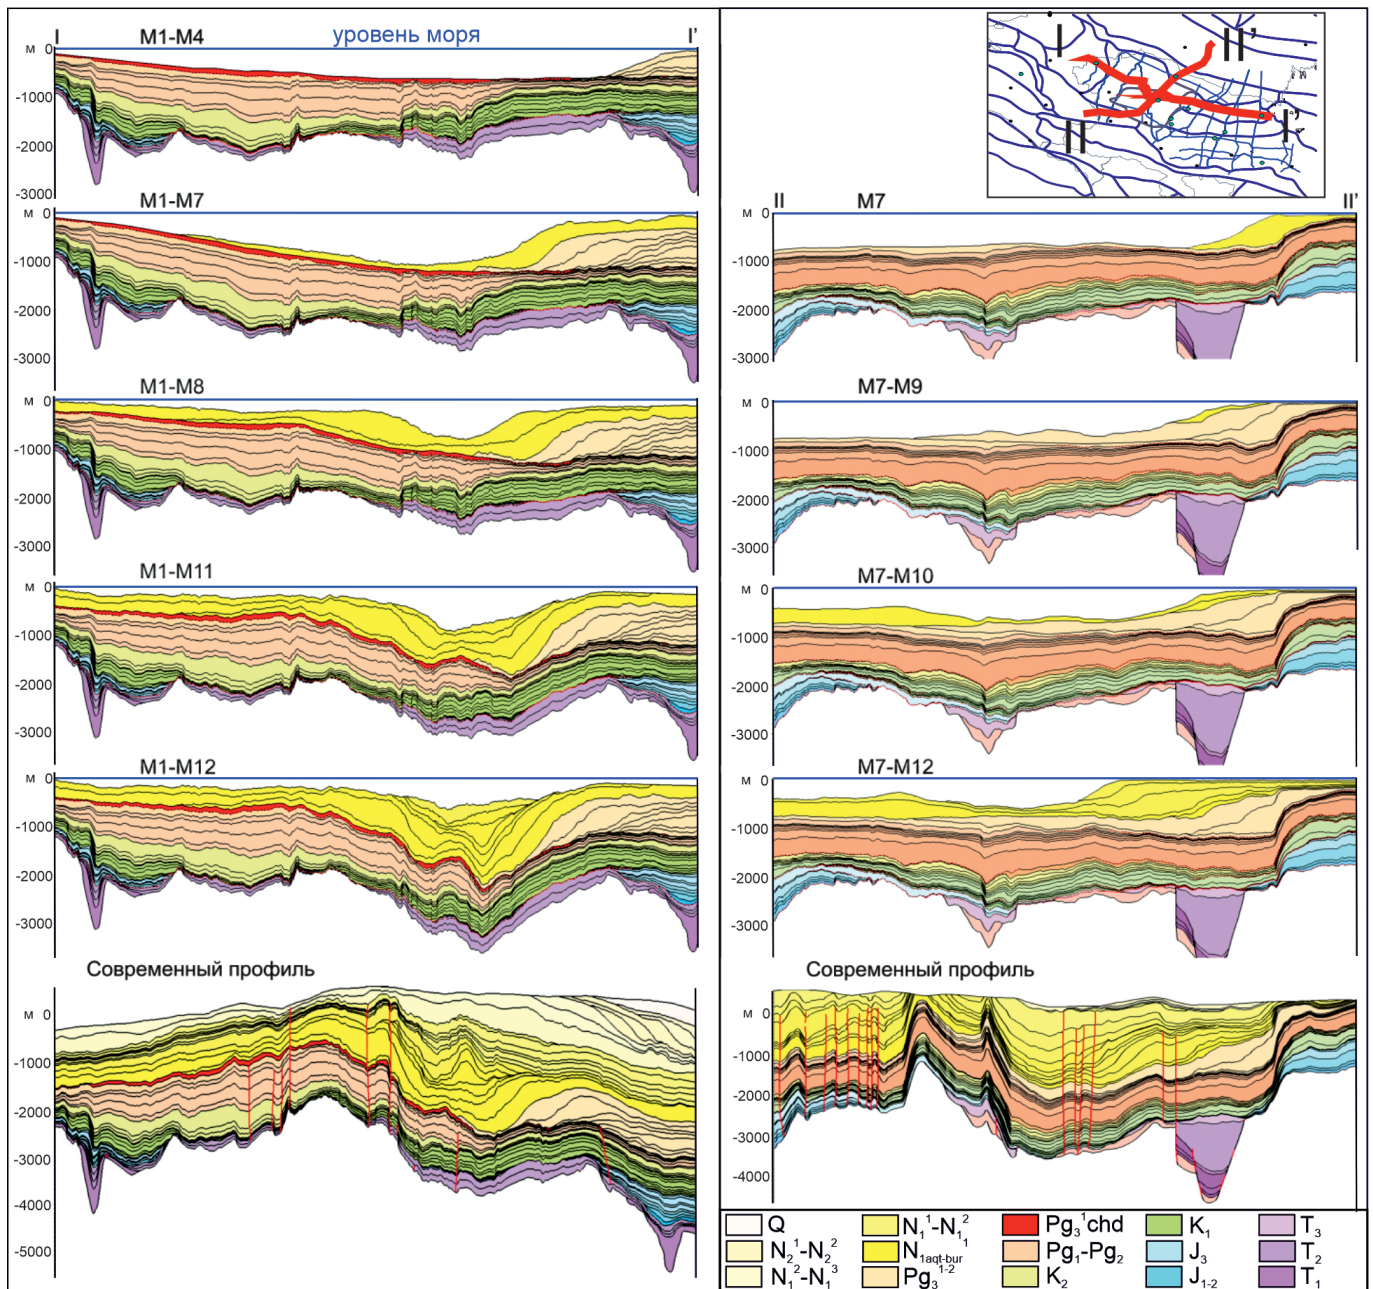 I M1-M4 уровень моря I'
м 0
-1000
-2000
-3000
M1-M7
м 0
-1000
-2000
-3000
M1-M8
м 0
-1000
-2000
-3000
M1-M11
м 0
-1000
-2000
-3000
M1-M12
м 0
-1000
-2000
-3000
Современный профиль
м 0
-1000
-2000
-3000
-4000
-5000
I II'
II I'
II M7 II'
м 0
-1000
-2000
-3000
M7-M9
м 0
-1000
-2000
-3000
M7-M10
м 0
-1000
-2000
-3000
M7-M12
м 0
-1000
-2000
-3000
Современный профиль
м 0
-1000
-2000
-3000
-4000
Q N₁¹-N₁² Pg₃¹chd K₁ T₃
N₂¹-N₂² N₁aqt-bur¹ Pg₁-Pg₂ J₃ T₂
N₁²-N₁³ Pg₃¹⁻² K₂ J₁₋₂ T₁